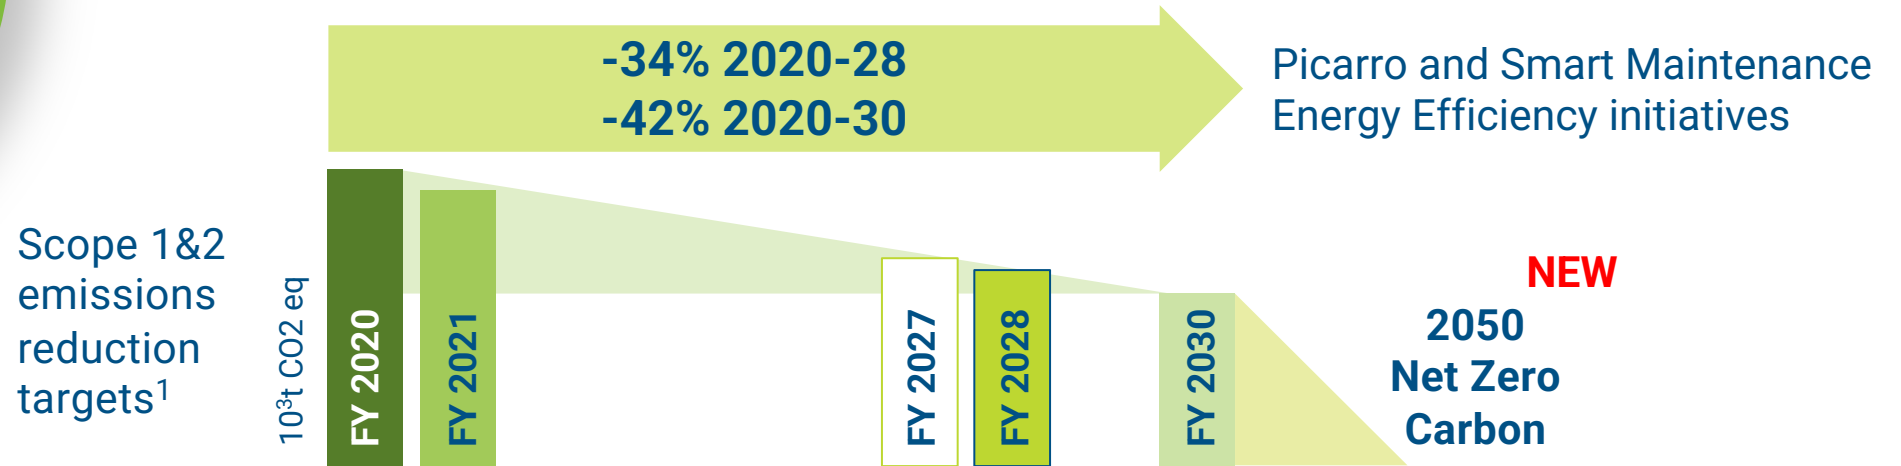 -34% 2020-28
-42% 2020-30
Picarro and Smart Maintenance
Energy Efficiency initiatives
Scope 1&2
emissions
reduction
targets¹
10³t CO2 eq
FY 2020
FY 2021
FY 2027
FY 2028
FY 2030
NEW
2050
Net Zero
Carbon